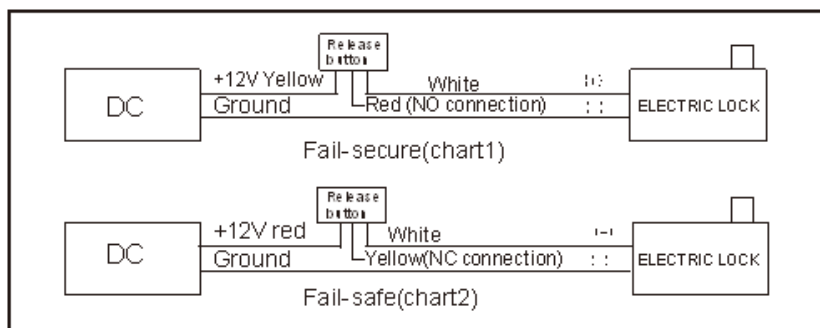 Release
button
+12V Yellow
White
DC
Ground
Red (NO connection)
ELECTRIC LOCK
Fail-secure(chart1)
Release
button
+12V red
White
DC
Ground
Yellow(NC connection)
ELECTRIC LOCK
Fail-safe(chart2)